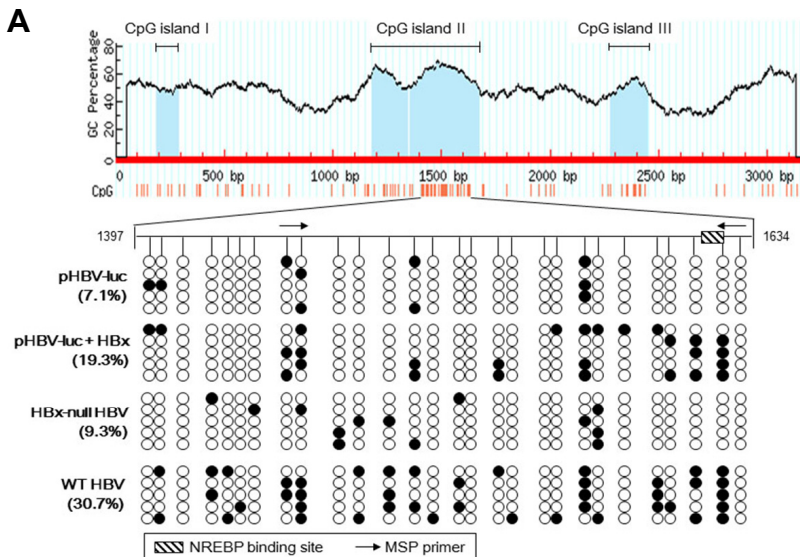 A
CpG island I
CpG island II
CpG island III
GC Percentage
80
60
40
20
0
0
500 bp
1000 bp
1500 bp
2000 bp
2500 bp
3000 bp
CpG
1397
1634
pHBV-luc
(7.1%)
pHBV-luc + HBx
(19.3%)
HBx-null HBV
(9.3%)
WT HBV
(30.7%)
NREBP binding site
MSP primer